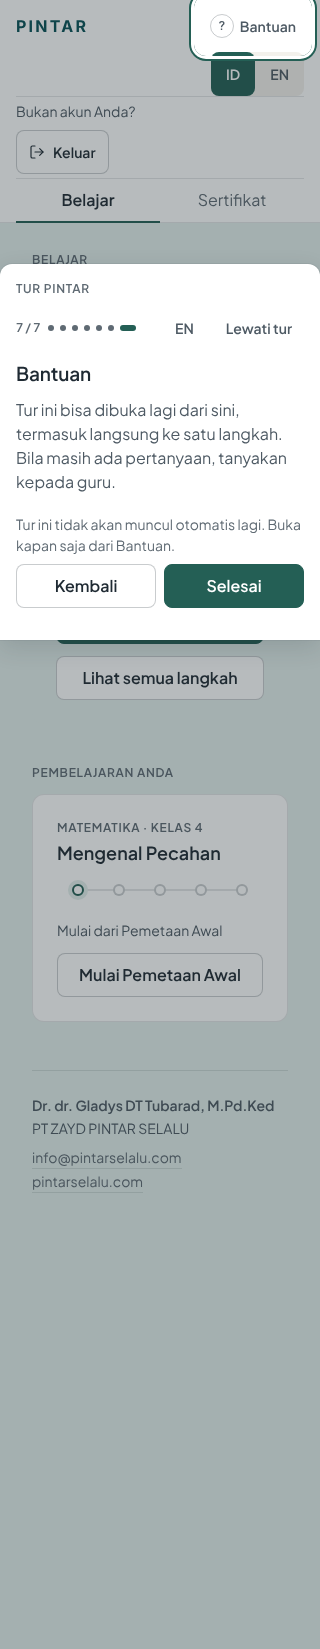 PINTAR
? Bantuan
ID EN
Bukan akun Anda?
Keluar
Belajar Sertifikat
BELAJAR
TUR PINTAR
7 / 7 EN Lewati tur
Bantuan
Tur ini bisa dibuka lagi dari sini,
termasuk langsung ke satu langkah.
Bila masih ada pertanyaan, tanyakan
kepada guru.
Tur ini tidak akan muncul otomatis lagi. Buka
kapan saja dari Bantuan.
Kembali Selesai
Lihat semua langkah
PEMBELAJARAN ANDA
MATEMATIKA · KELAS 4
Mengenal Pecahan
Mulai dari Pemetaan Awal
Mulai Pemetaan Awal
Dr. dr. Gladys DT Tubarad, M.Pd.Ked
PT ZAYD PINTAR SELALU
info@pintarselalu.com
pintarselalu.com